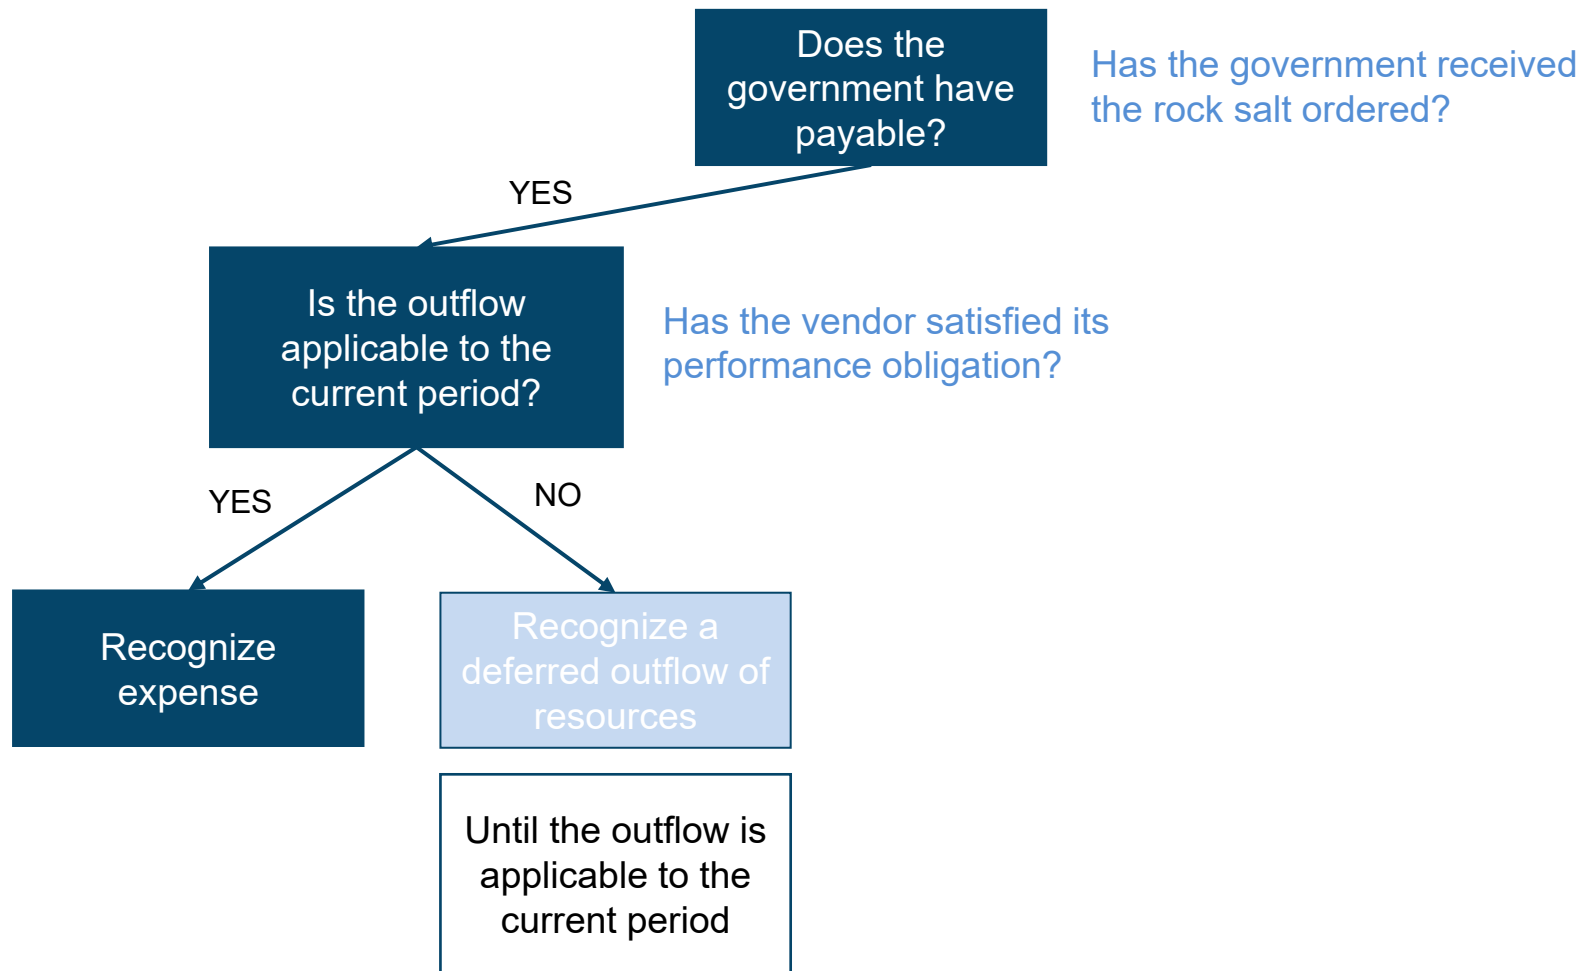 Does the
government have
payable?
Has the government received
the rock salt ordered?
YES
Is the outflow
applicable to the
current period?
Has the vendor satisfied its
performance obligation?
YES
NO
Recognize
expense
Recognize a
deferred outflow of
resources
Until the outflow is
applicable to the
current period